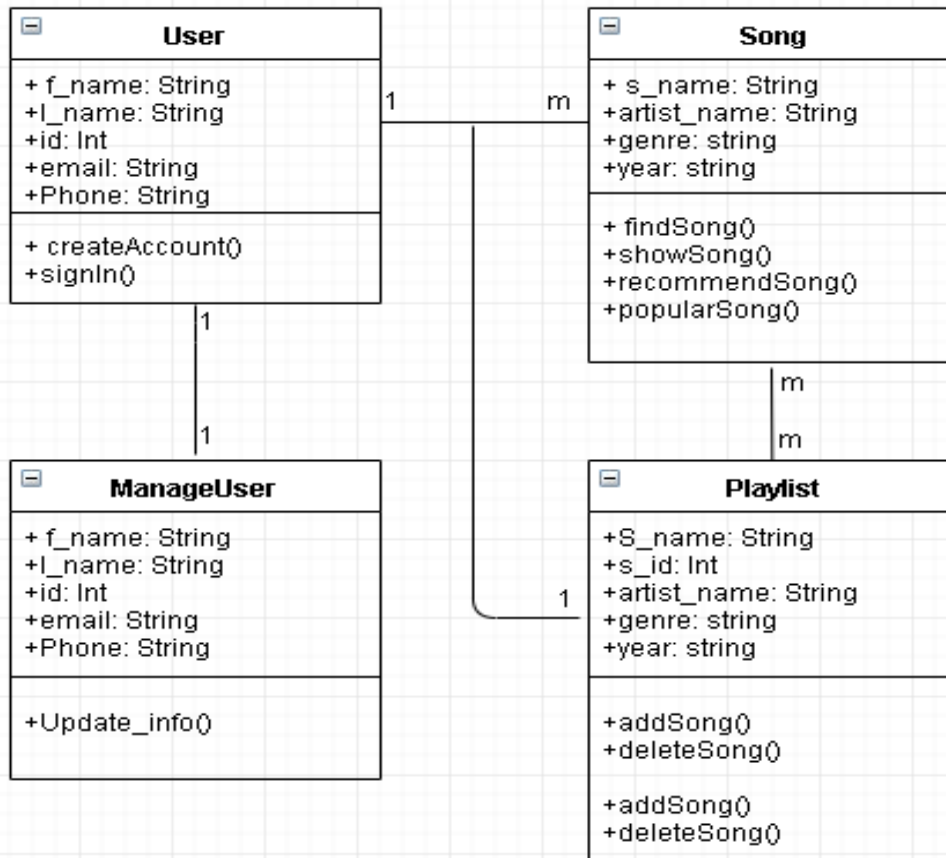 User
+ f_name: String
+l_name: String
+id: Int
+email: String
+Phone: String
+ createAccount()
+signIn()
1
m
Song
+ s_name: String
+artist_name: String
+genre: string
+year: string
+ findSong()
+showSong()
+recommendSong()
+popularSong()
1
1
m
m
ManageUser
+ f_name: String
+l_name: String
+id: Int
+email: String
+Phone: String
+Update_info()
1
Playlist
+S_name: String
+s_id: Int
+artist_name: String
+genre: string
+year: string
+addSong()
+deleteSong()
+addSong()
+deleteSong()